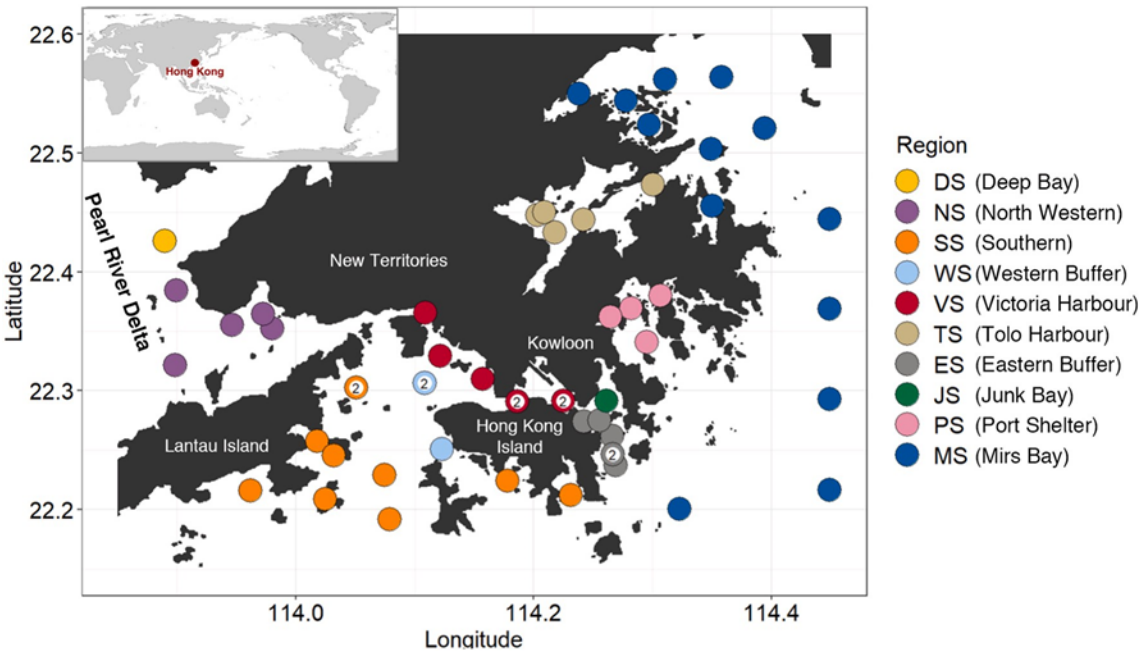 22.6
22.5
22.4
22.3
22.2
Latitude
114.0
114.2
114.4
Longitude
Hong Kong
Pearl River Delta
New Territories
Kowloon
Hong Kong
Island
Lantau Island
2
2
2
2
2
Region
DS (Deep Bay)
NS (North Western)
SS (Southern)
WS (Western Buffer)
VS (Victoria Harbour)
TS (Tolo Harbour)
ES (Eastern Buffer)
JS (Junk Bay)
PS (Port Shelter)
MS (Mirs Bay)